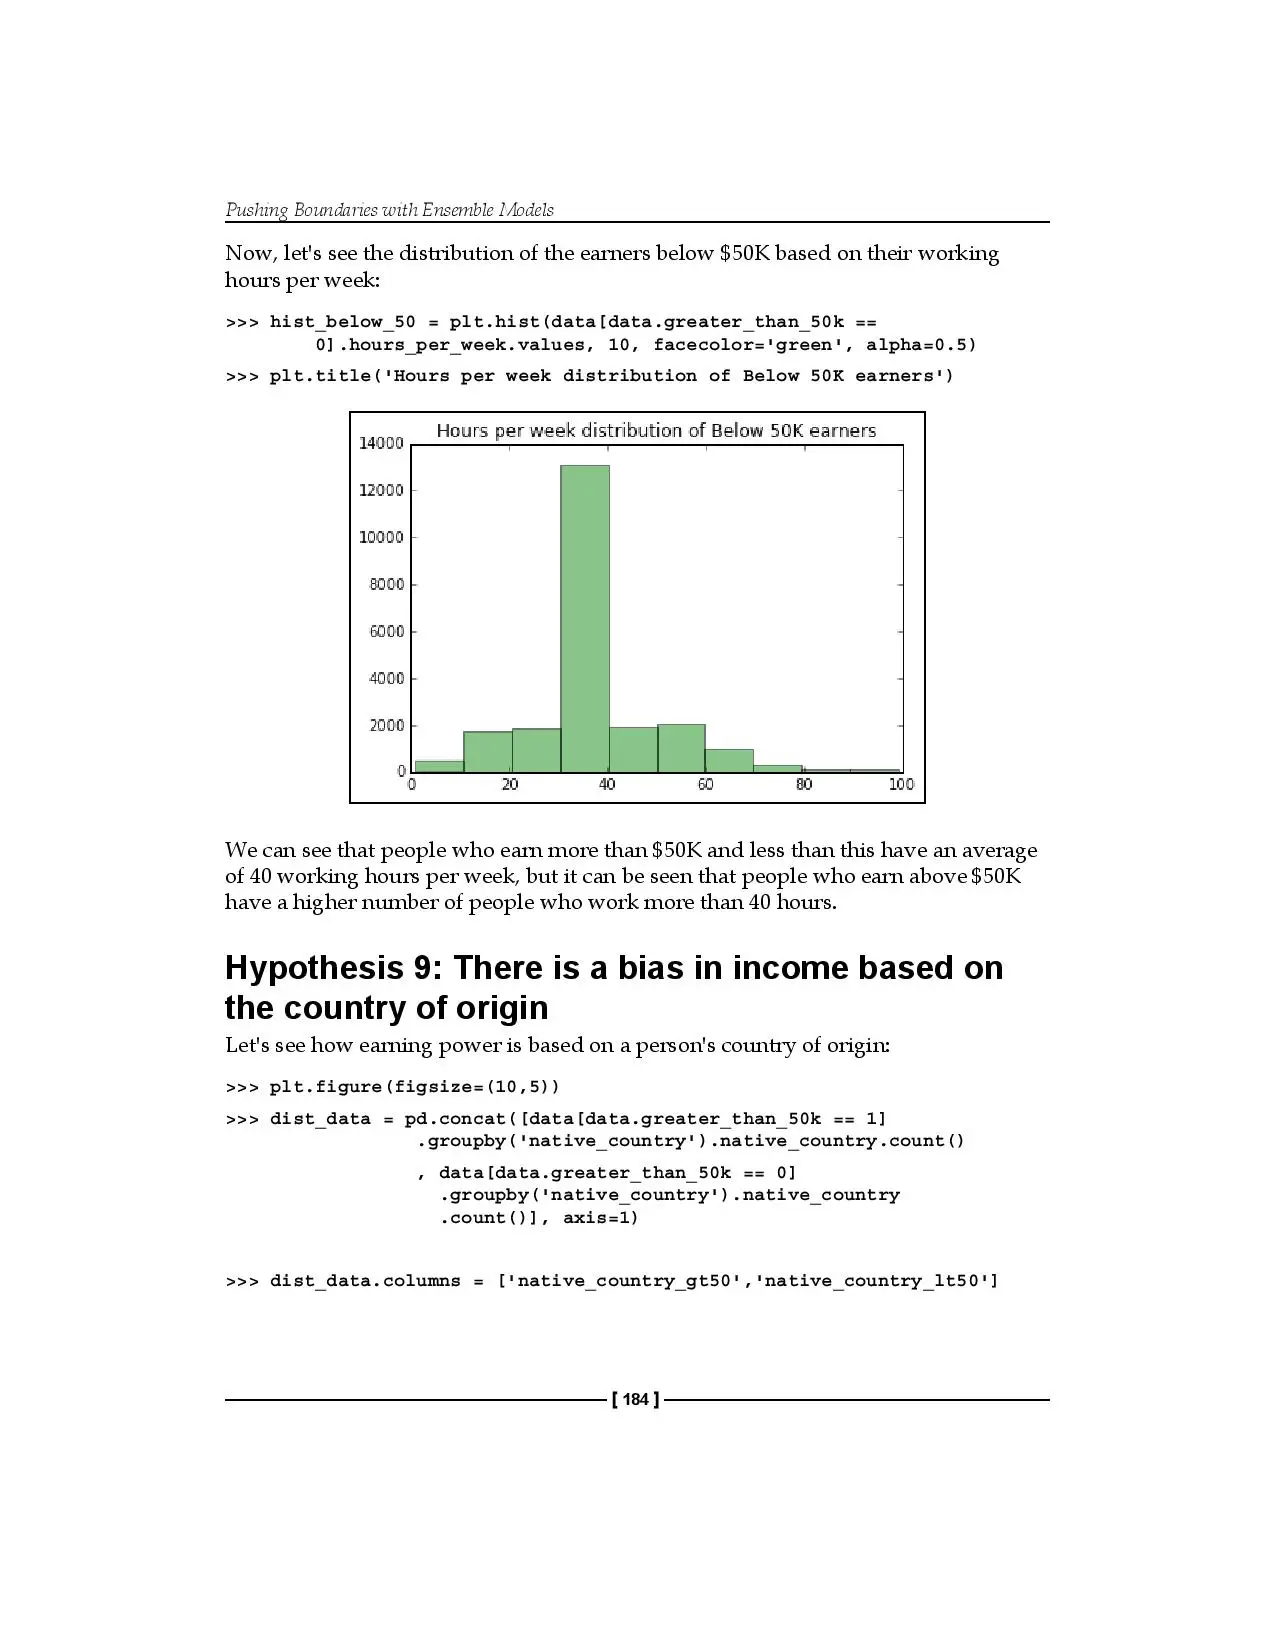 Pushing Boundaries with Ensemble Models
Now, let's see the distribution of the earners below $50K based on their working
hours per week:
>>> hist_below_50 = plt.hist(data[data.greater_than_50k ==
0].hours_per_week.values, 10, facecolor='green', alpha=0.5)
>>> plt.title('Hours per week distribution of Below 50K earners')
Hours per week distribution of Below 50K earners
14000
12000
10000
8000
6000
4000
2000
0
0 20 40 60 80 100
We can see that people who earn more than $50K and less than this have an average
of 40 working hours per week, but it can be seen that people who earn above $50K
have a higher number of people who work more than 40 hours.
Hypothesis 9: There is a bias in income based on
the country of origin
Let's see how earning power is based on a person's country of origin:
>>> plt.figure(figsize=(10,5))
>>> dist_data = pd.concat([data[data.greater_than_50k == 1]
.groupby('native_country').native_country.count()
, data[data.greater_than_50k == 0]
.groupby('native_country').native_country
.count()], axis=1)
>>> dist_data.columns = ['native_country_gt50','native_country_lt50']
[ 184 ]